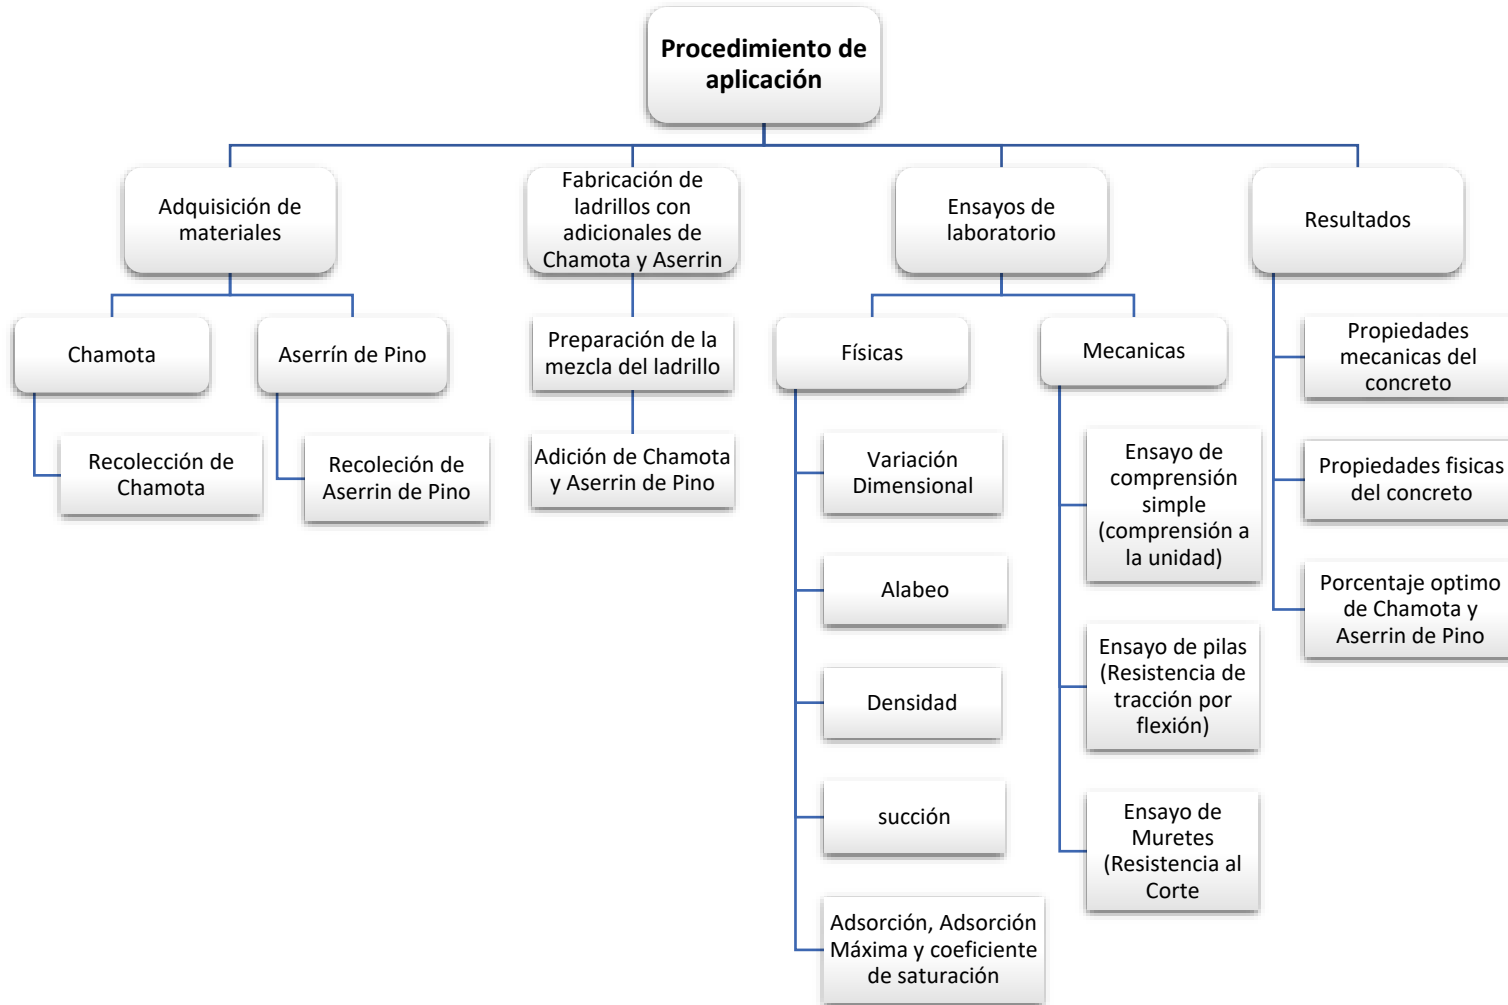 Procedimiento de
aplicación
Adquisición de
materiales
Fabricación de
ladrillos con
adicionales de
Chamota y Aserrin
Ensayos de
laboratorio
Resultados
Chamota
Aserrín de Pino
Recolección de
Chamota
Recoleción de
Aserrin de Pino
Preparación de la
mezcla del ladrillo
Adición de Chamota
y Aserrin de Pino
Físicas
Variación
Dimensional
Alabeo
Densidad
succión
Adsorción, Adsorción
Máxima y coeficiente
de saturación
Mecanicas
Ensayo de
comprensión
simple
(comprensión a
la unidad)
Ensayo de pilas
(Resistencia de
tracción por
flexión)
Ensayo de
Muretes
(Resistencia al
Corte
Propiedades
mecanicas del
concreto
Propiedades fisicas
del concreto
Porcentaje optimo
de Chamota y
Aserrin de Pino